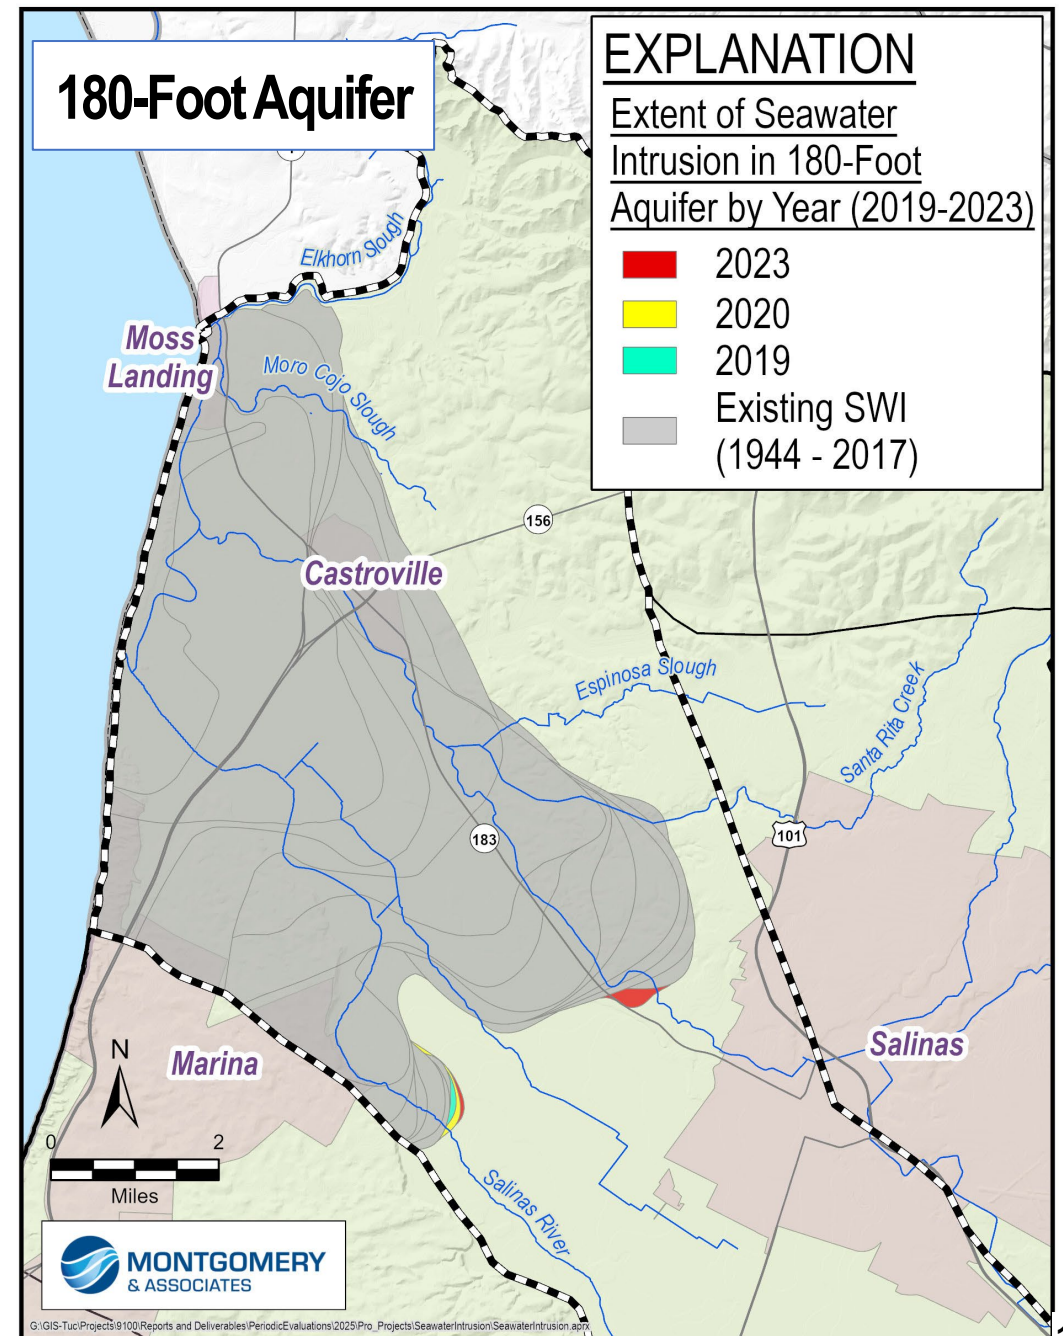 180-Foot Aquifer
EXPLANATION
Extent of Seawater
Intrusion in 180-Foot
Aquifer by Year (2019-2023)
2023
2020
2019
Existing SWI
(1944 - 2017)
Elkhorn Slough
Moss
Landing
Moro Cojo Slough
156
Castroville
Espinosa Slough
Santa Rita Creek
183
101
Salinas
Marina
N
0 2
Miles
Salinas River
MONTGOMERY
& ASSOCIATES
G:\GIS-Tuc\Projects\9100\Reports and Deliverables\PeriodicEvaluations\2025\Pro_Projects\SeawaterIntrusion\SeawaterIntrusion.aprx